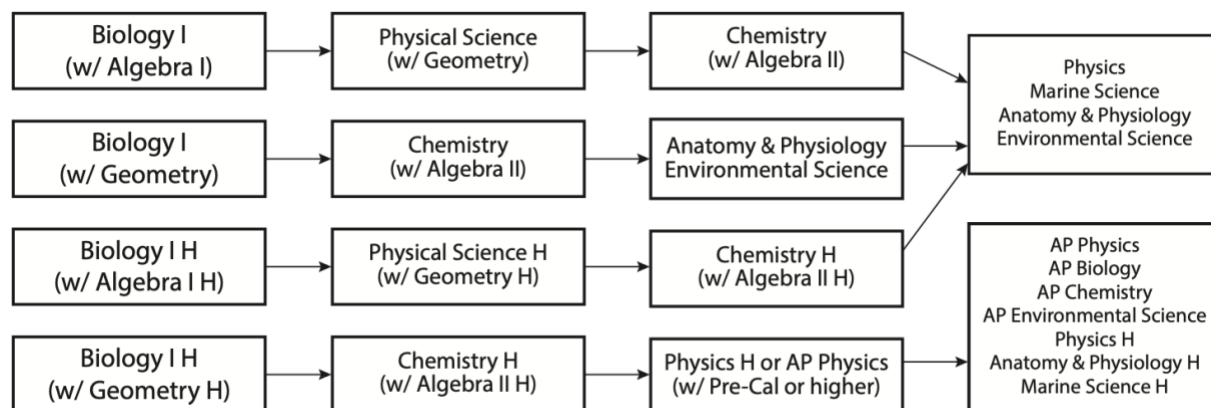 Biology I
(w/ Algebra I)
Physical Science
(w/ Geometry)
Chemistry
(w/ Algebra II)
Physics
Marine Science
Anatomy & Physiology
Environmental Science
Biology I
(w/ Geometry)
Chemistry
(w/ Algebra II)
Anatomy & Physiology
Environmental Science
Biology I H
(w/ Algebra I H)
Physical Science H
(w/ Geometry H)
Chemistry H
(w/ Algebra II H)
AP Physics
AP Biology
AP Chemistry
AP Environmental Science
Physics H
Anatomy & Physiology H
Marine Science H
Biology I H
(w/ Geometry H)
Chemistry H
(w/ Algebra II H)
Physics H or AP Physics
(w/ Pre-Cal or higher)